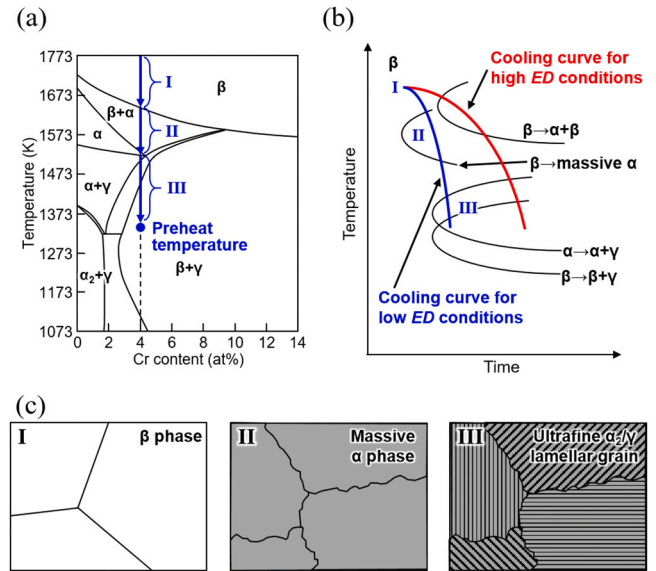 (a)
1773
1673
1573
1473
1373
1273
1173
1073
Temperature (K)
0 2 4 6 8 10 12 14
Cr content (at%)
I
β
β+α
II
α
III
α+γ
Preheat
temperature
α₂+γ
β+γ
(b)
Temperature
Time
β
I
Cooling curve for
high ED conditions
II
β→α+β
β→massive α
III
α→α+γ
β→β+γ
Cooling curve for
low ED conditions
(c)
I
β phase
II
Massive
α phase
III
Ultrafine α₂/γ
lamellar grain